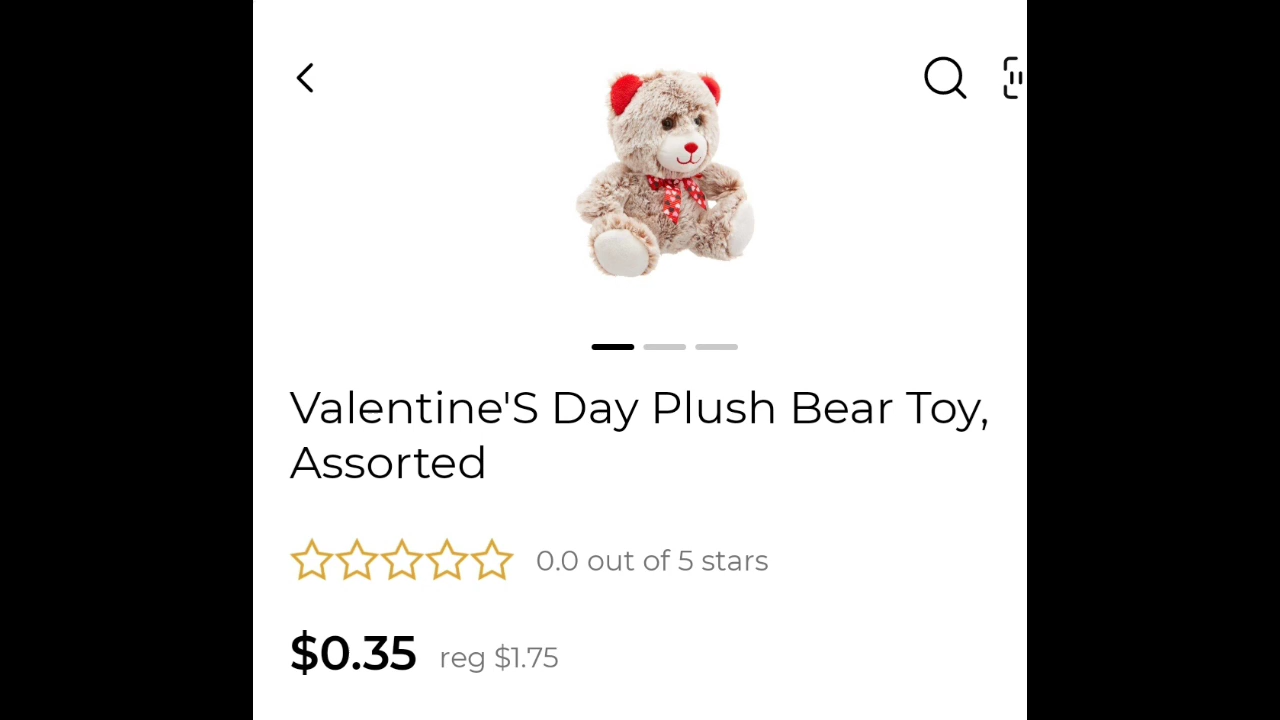 Valentine'S Day Plush Bear Toy,
Assorted
0.0 out of 5 stars
$0.35 reg $1.75